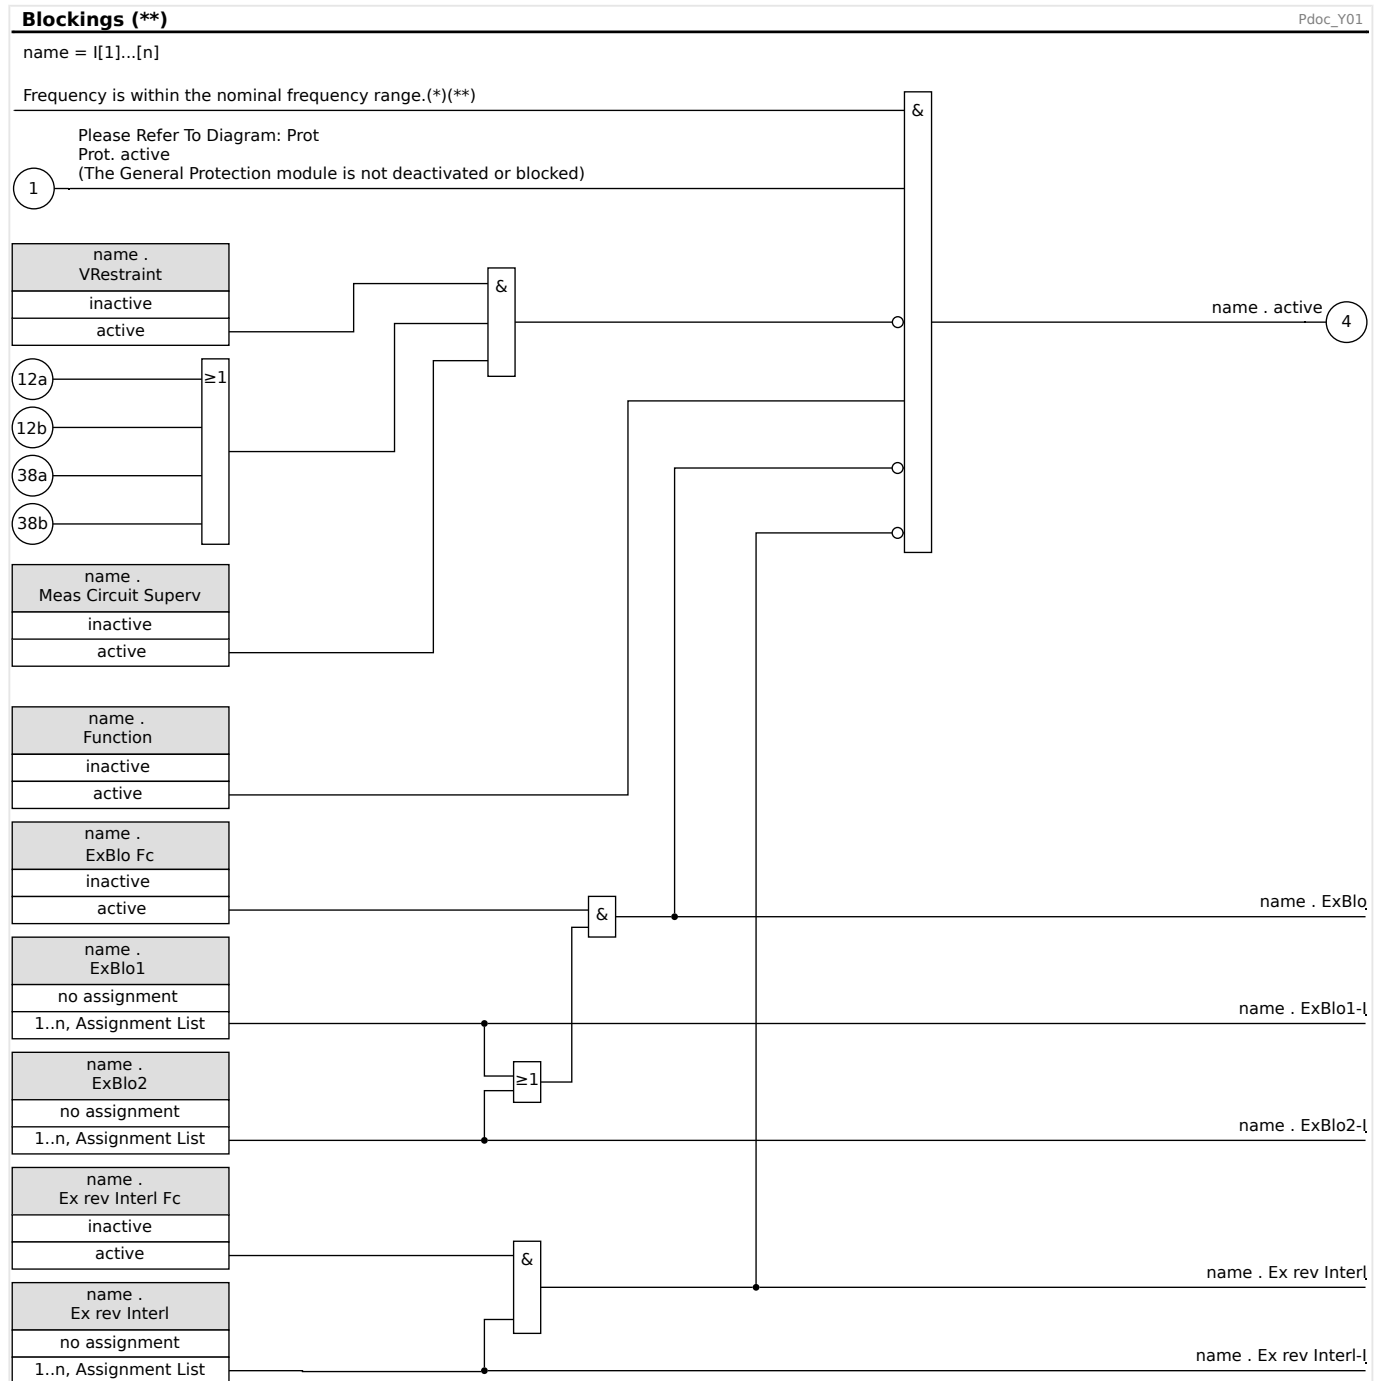 Blockings (**)
Pdoc_Y01
name = I[1]...[n]
Frequency is within the nominal frequency range.(*)(**)
&
Please Refer To Diagram: Prot
Prot. active
(The General Protection module is not deactivated or blocked)
1
name .
VRestraint
inactive
active
&
name . active
4
12a
≥1
12b
38a
38b
name .
Meas Circuit Superv
inactive
active
name .
Function
inactive
active
name .
ExBlo Fc
inactive
active
&
name . ExBlo
name .
ExBlo1
no assignment
1..n, Assignment List
name . ExBlo1-I
name .
ExBlo2
≥1
no assignment
1..n, Assignment List
name . ExBlo2-I
name .
Ex rev Interl Fc
inactive
active
&
name . Ex rev Interl
name .
Ex rev Interl
no assignment
1..n, Assignment List
name . Ex rev Interl-I